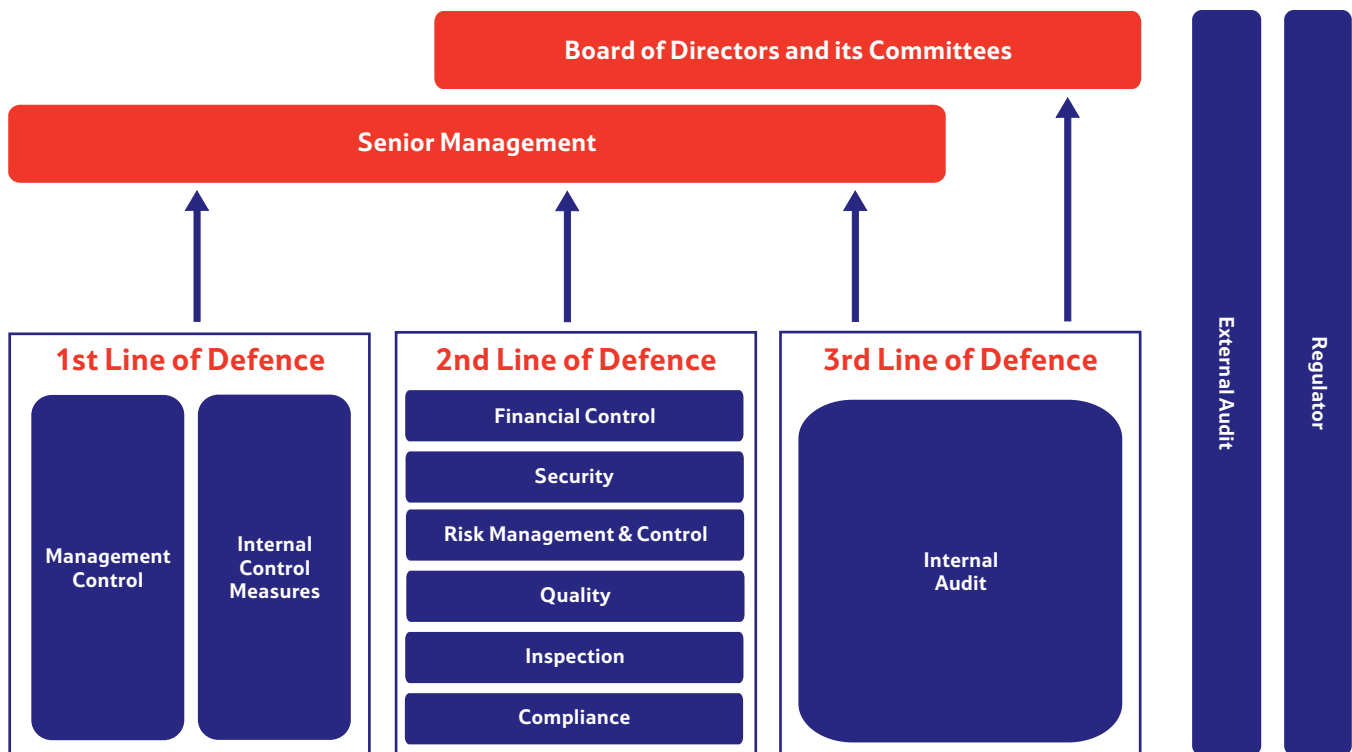 Board of Directors and its Committees
Senior Management
1st Line of Defence
Management
Control
Internal
Control
Measures
2nd Line of Defence
Financial Control
Security
Risk Management & Control
Quality
Inspection
Compliance
3rd Line of Defence
Internal
Audit
External Audit
Regulator